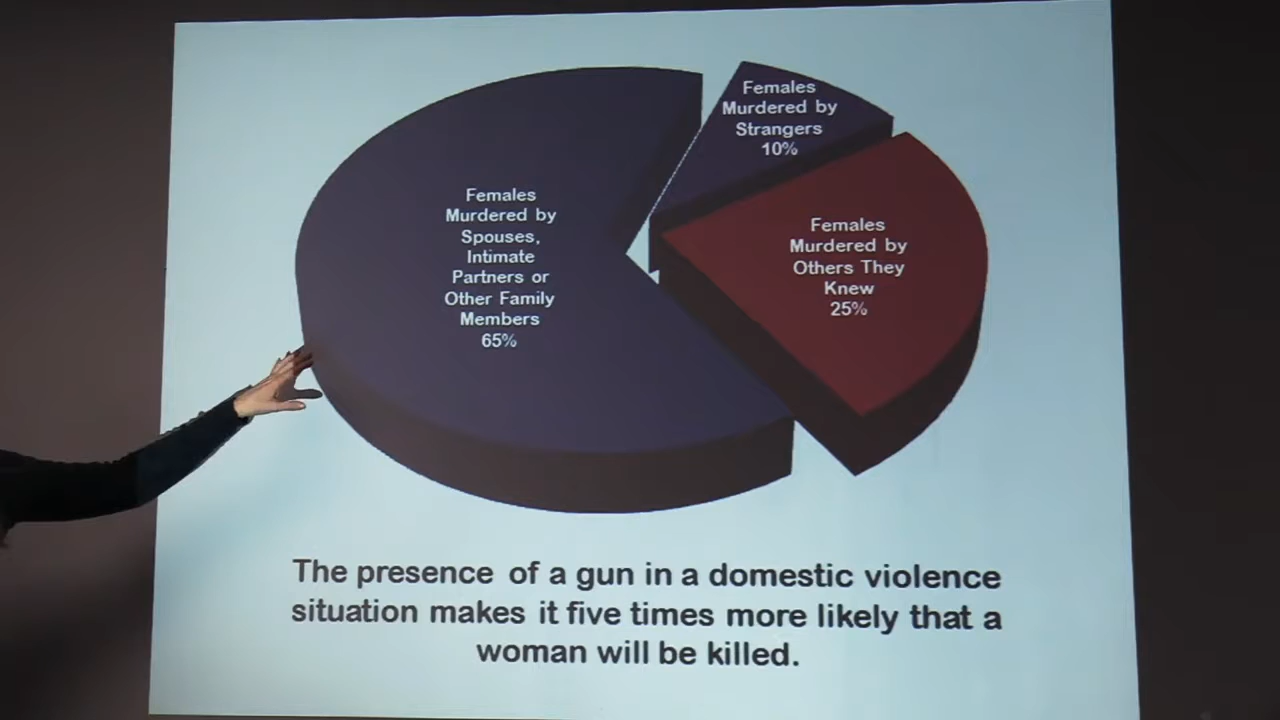 Females
Murdered by
Strangers
10%
Females
Murdered by
Spouses,
Intimate
Partners or
Other Family
Members
65%
Females
Murdered by
Others They
Knew
25%
The presence of a gun in a domestic violence
situation makes it five times more likely that a
woman will be killed.